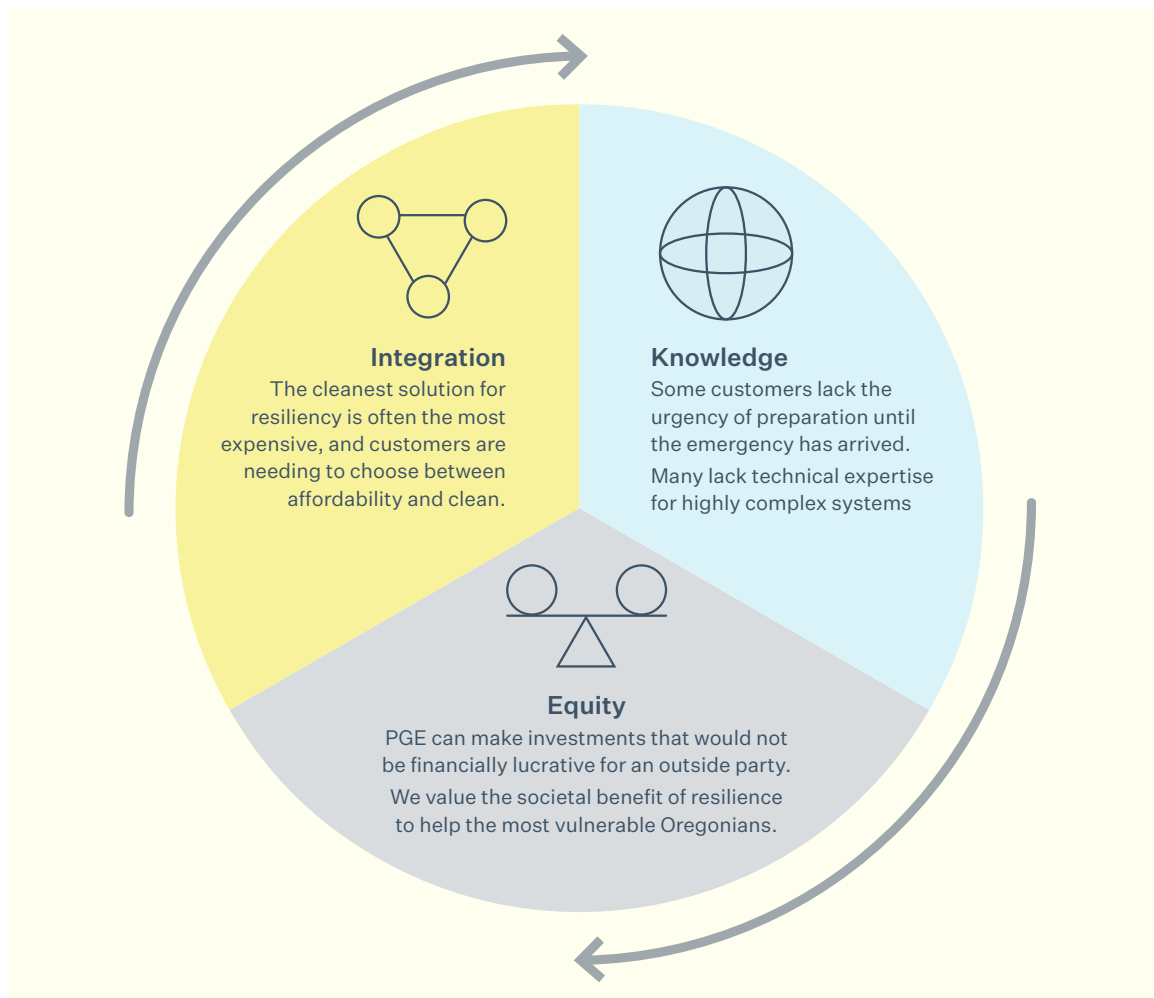 Integration
The cleanest solution for
resiliency is often the most
expensive, and customers are
needing to choose between
affordability and clean.
Knowledge
Some customers lack the
urgency of preparation until
the emergency has arrived.
Many lack technical expertise
for highly complex systems
Equity
PGE can make investments that would not
be financially lucrative for an outside party.
We value the societal benefit of resilience
to help the most vulnerable Oregonians.